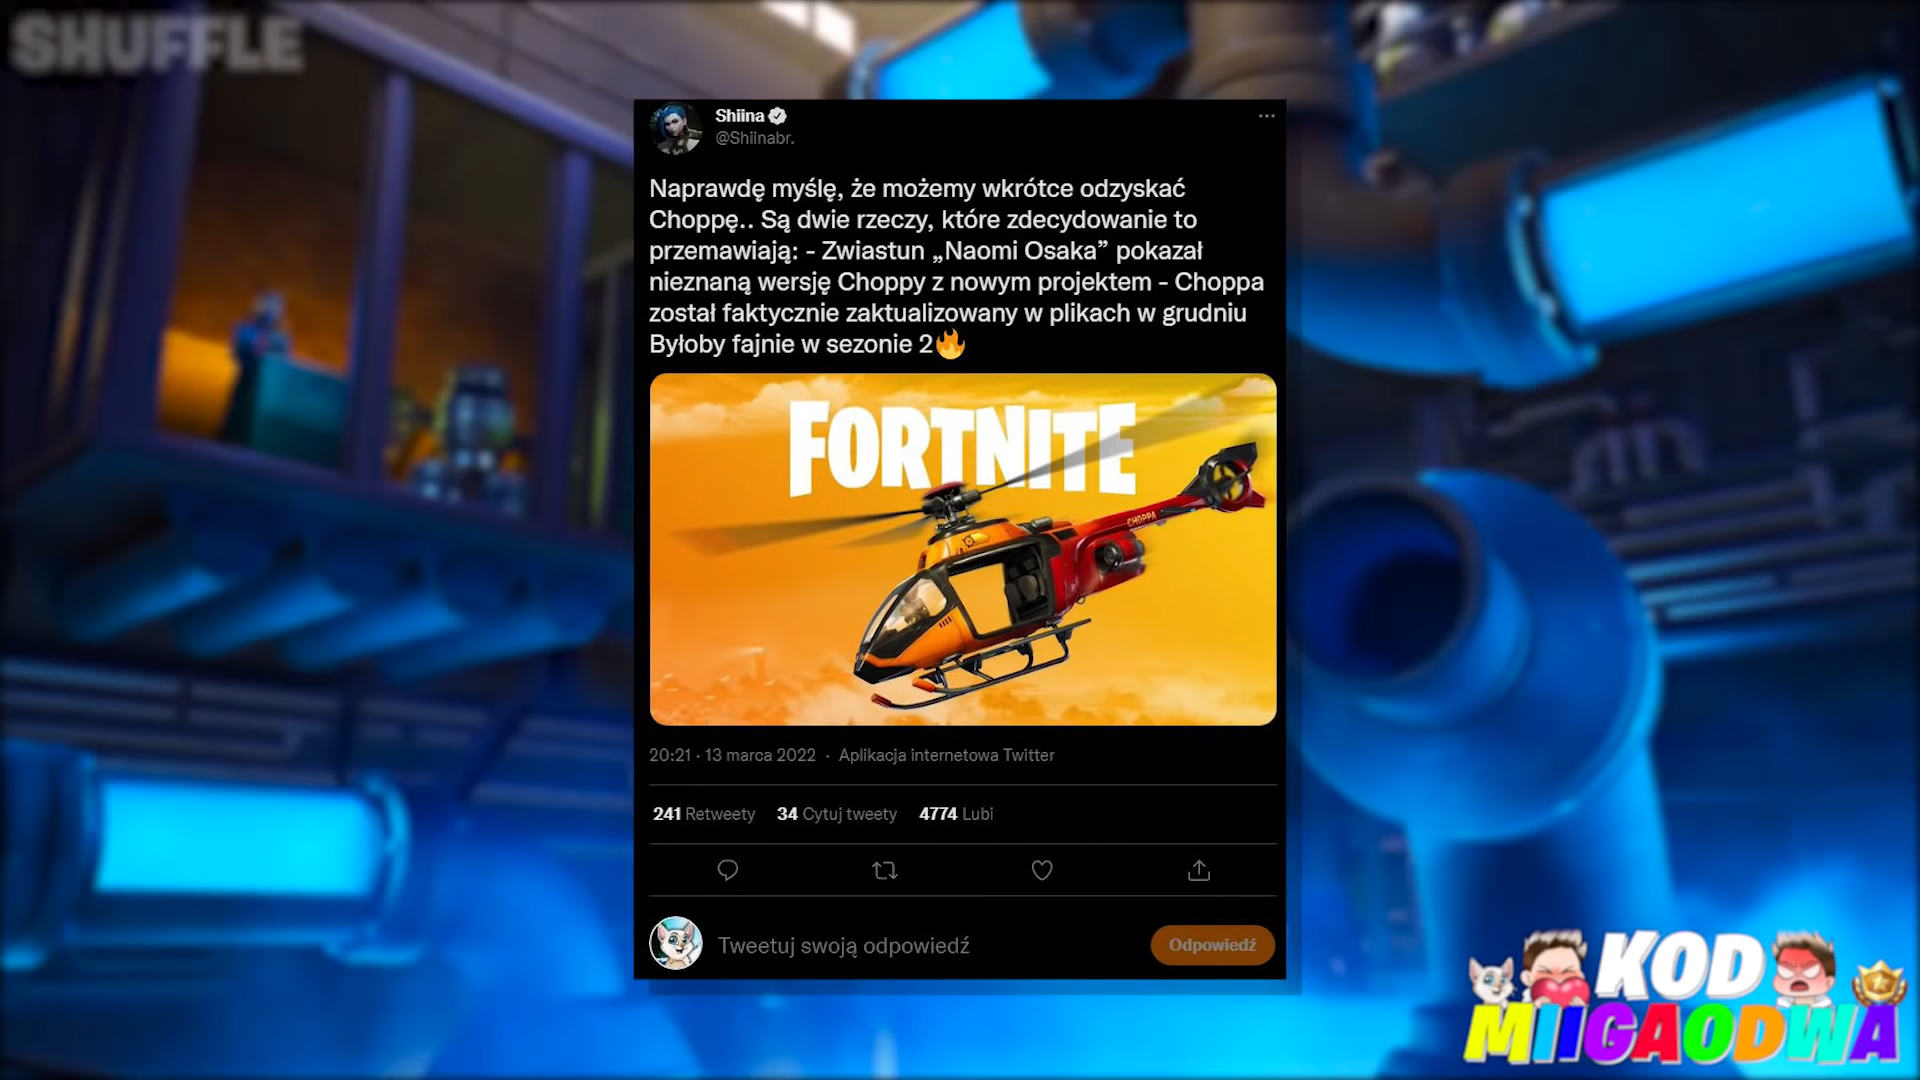 SHUFFLE
Shiina
@Shiinabr.
Naprawdę myślę, że możemy wkrótce odzyskać
Choppę.. Są dwie rzeczy, które zdecydowanie to
przemawiają: - Zwiastun „Naomi Osaka” pokazał
nieznaną wersję Choppy z nowym projektem - Choppa
został faktycznie zaktualizowany w plikach w grudniu
Byłoby fajnie w sezonie 2🔥
FORTNITE
CHOPPA
20:21 · 13 marca 2022 · Aplikacja internetowa Twitter
241 Retweety 34 Cytuj tweety 4774 Lubi
Tweetuj swoją odpowiedź
Odpowiedź
KOD
MIIGAODWA